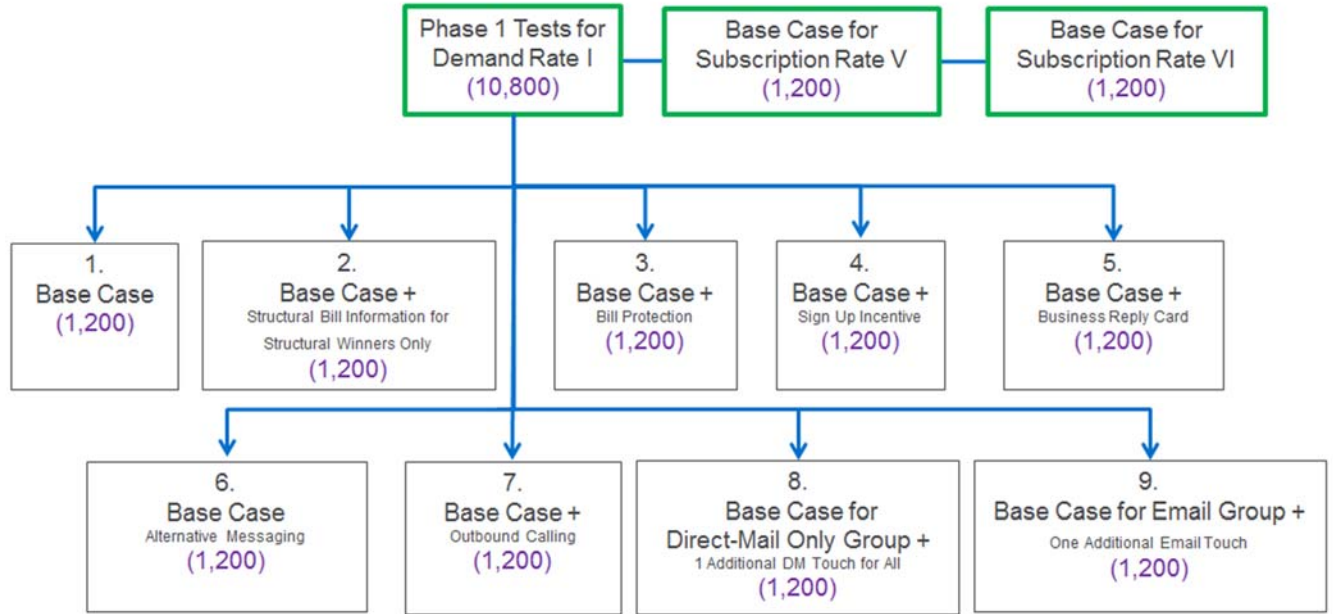 Phase 1 Tests for
Demand Rate I
(10,800)
Base Case for
Subscription Rate V
(1,200)
Base Case for
Subscription Rate VI
(1,200)
1.
Base Case
(1,200)
2.
Base Case +
Structural Bill Information for
Structural Winners Only
(1,200)
3.
Base Case +
Bill Protection
(1,200)
4.
Base Case +
Sign Up Incentive
(1,200)
5.
Base Case +
Business Reply Card
(1,200)
6.
Base Case
Alternative Messaging
(1,200)
7.
Base Case +
Outbound Calling
(1,200)
8.
Base Case for
Direct-Mail Only Group +
1 Additional DM Touch for All
(1,200)
9.
Base Case for Email Group +
One Additional Email Touch
(1,200)